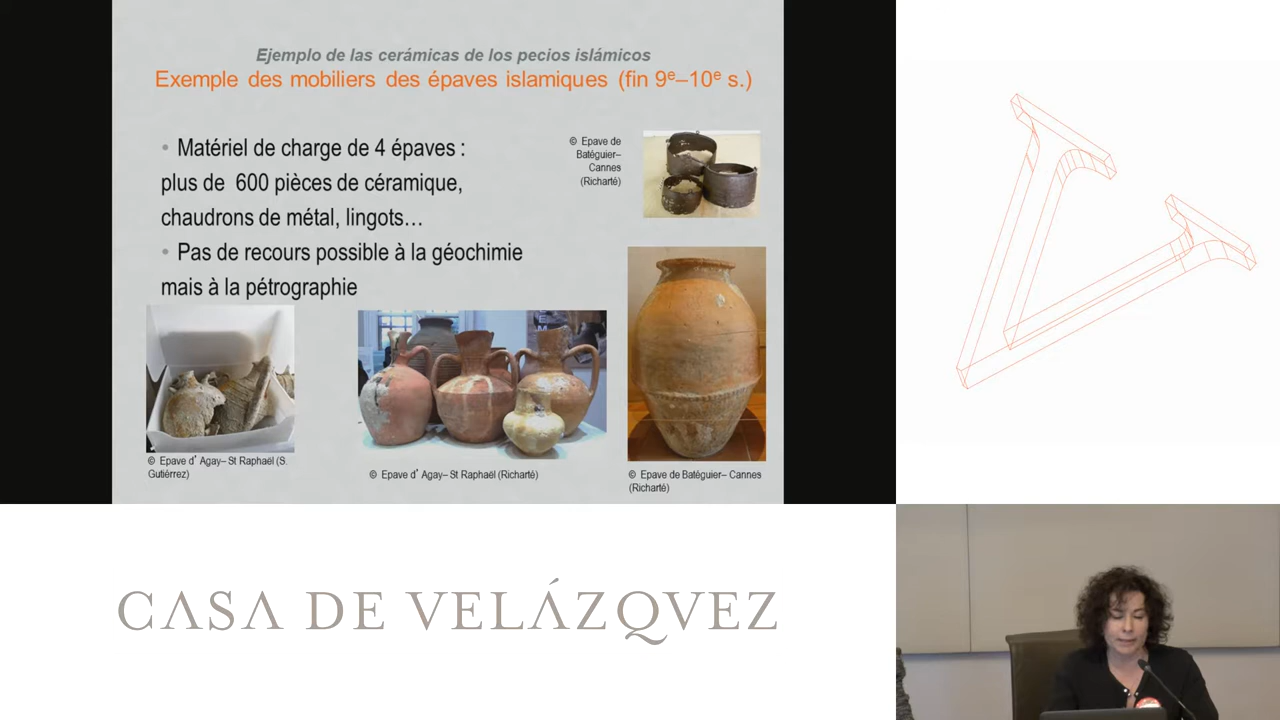 Ejemplo de las cerámicas de los pecios islámicos
Exemple des mobiliers des épaves islamiques (fin 9e–10e s.)
• Matériel de charge de 4 épaves :
plus de 600 pièces de céramique,
chaudrons de métal, lingots…
• Pas de recours possible à la géochimie
mais à la pétrographie
© Epave de
Batéguier–
Cannes
(Richarté)
© Epave d' Agay– St Raphaël (S.
Gutiérrez)
© Epave d' Agay– St Raphaël (Richarté)
© Epave de Batéguier– Cannes
(Richarté)
CASA DE VELÁZQVEZ